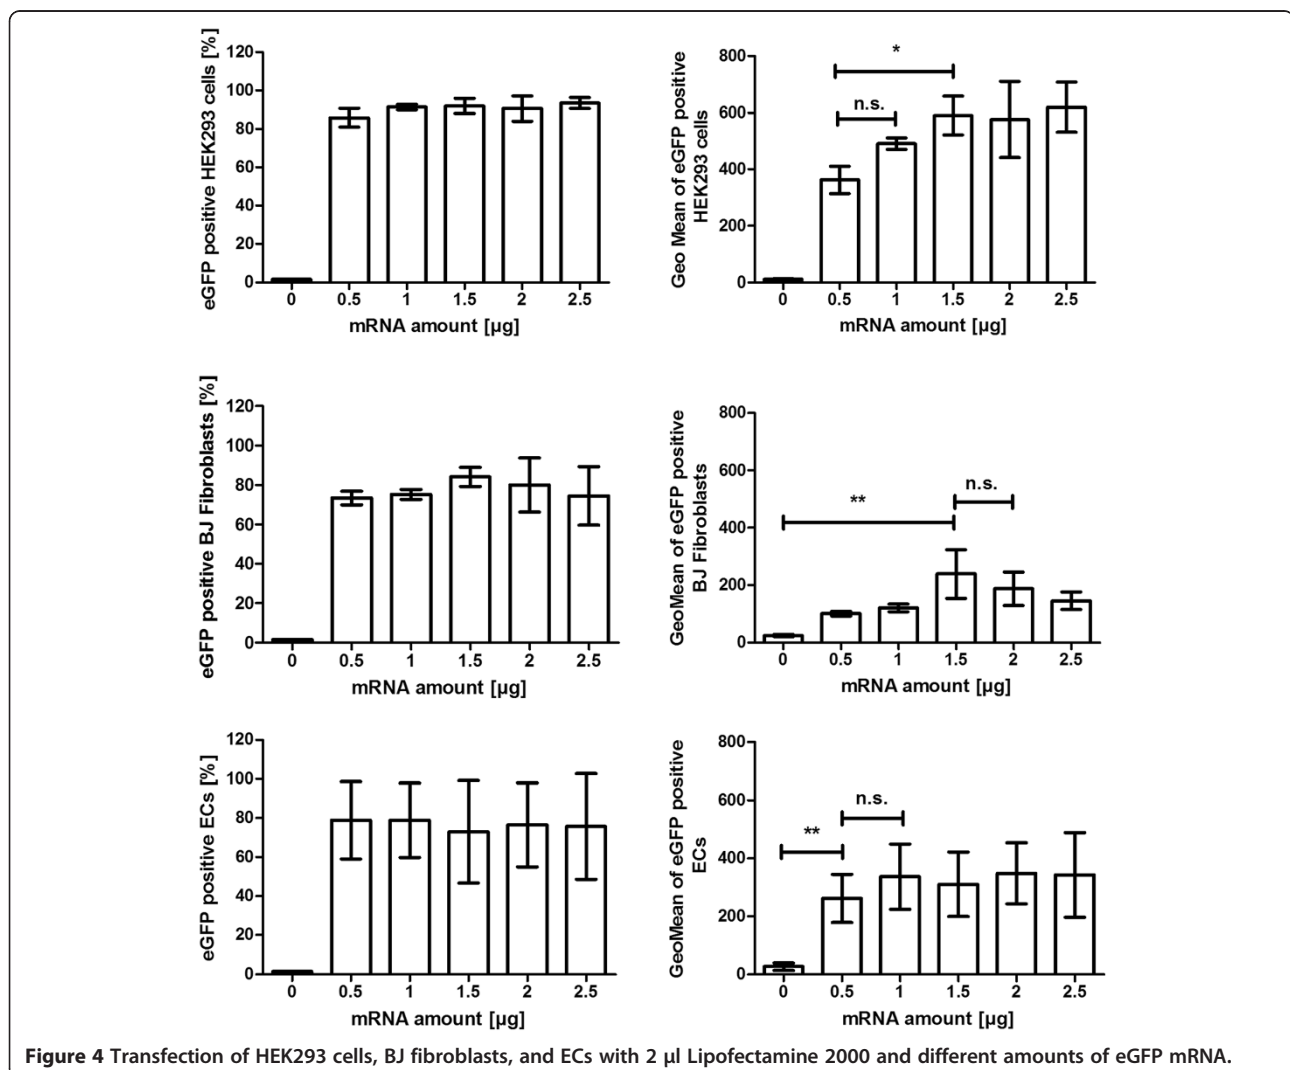 eGFP positive HEK293 cells [%]
120
100
80
60
40
20
0
0 0.5 1 1.5 2 2.5
mRNA amount [µg]
Geo Mean of eGFP positive
HEK293 cells
800
600
400
200
0
*
n.s.
0 0.5 1 1.5 2 2.5
mRNA amount [µg]
eGFP positive BJ Fibroblasts [%]
120
100
80
60
40
20
0
0 0.5 1 1.5 2 2.5
mRNA amount [µg]
GeoMean of eGFP positive
BJ Fibroblasts
800
600
400
200
0
**
n.s.
0 0.5 1 1.5 2 2.5
mRNA amount [µg]
eGFP positive ECs [%]
120
100
80
60
40
20
0
0 0.5 1 1.5 2 2.5
mRNA amount [µg]
GeoMean of eGFP positive
ECs
800
600
400
200
0
**
n.s.
0 0.5 1 1.5 2 2.5
mRNA amount [µg]
Figure 4 Transfection of HEK293 cells, BJ fibroblasts, and ECs with 2 µl Lipofectamine 2000 and different amounts of eGFP mRNA.